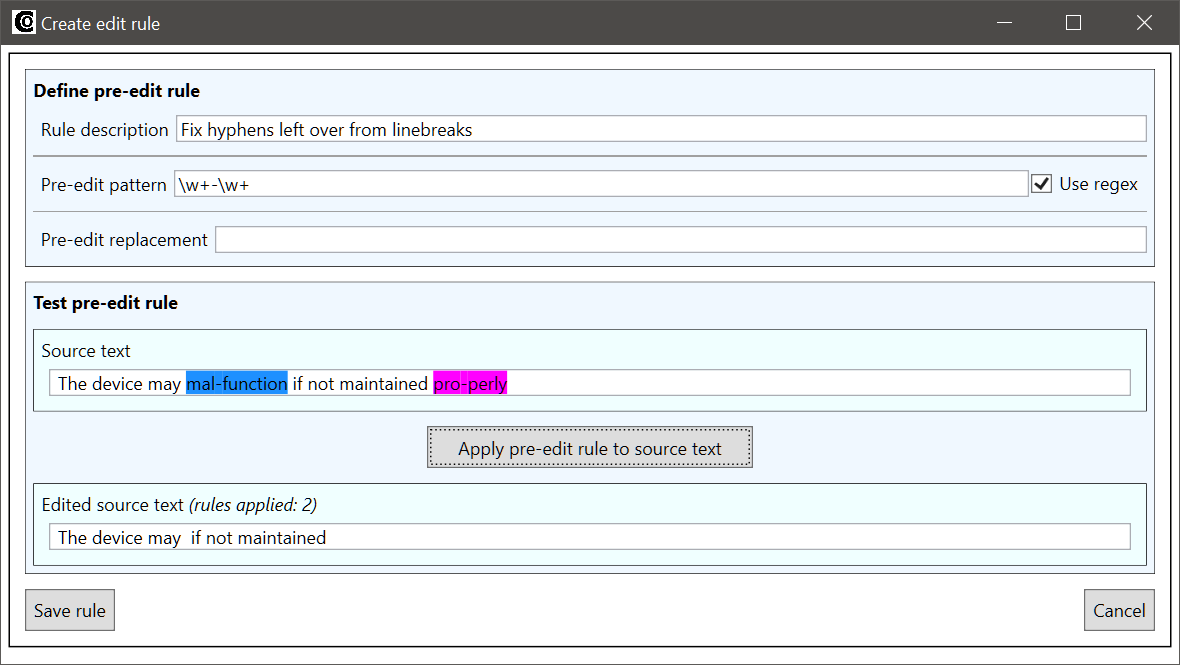 Create edit rule
Define pre-edit rule
Rule description Fix hyphens left over from linebreaks
Pre-edit pattern \w+-\w+ Use regex
Pre-edit replacement
Test pre-edit rule
Source text
The device may mal-function if not maintained pro-perly
Apply pre-edit rule to source text
Edited source text (rules applied: 2)
The device may  if not maintained
Save rule Cancel